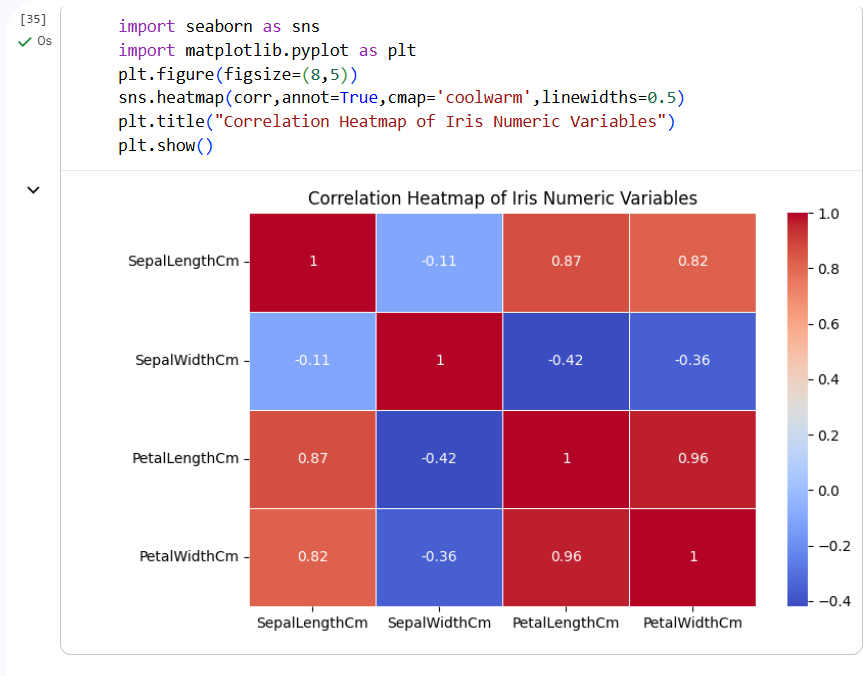 [35]
0s
import seaborn as sns
import matplotlib.pyplot as plt
plt.figure(figsize=(8,5))
sns.heatmap(corr,annot=True,cmap='coolwarm',linewidths=0.5)
plt.title("Correlation Heatmap of Iris Numeric Variables")
plt.show()
Correlation Heatmap of Iris Numeric Variables
SepalLengthCm 1 -0.11 0.87 0.82
SepalWidthCm -0.11 1 -0.42 -0.36
PetalLengthCm 0.87 -0.42 1 0.96
PetalWidthCm 0.82 -0.36 0.96 1
SepalLengthCm SepalWidthCm PetalLengthCm PetalWidthCm
1.0
0.8
0.6
0.4
0.2
0.0
−0.2
−0.4